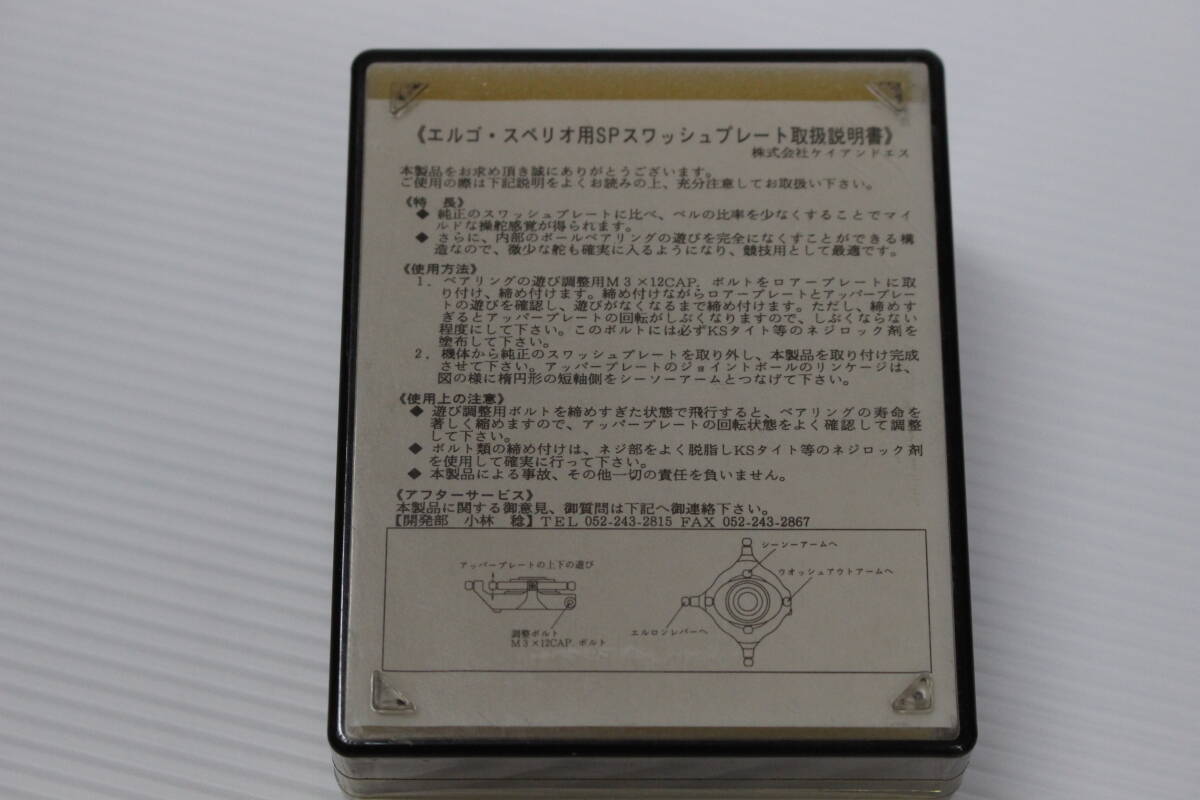 《エルゴ・スペリオ用SPスワッシュプレート取扱説明書》
株式会社ケイアンドエス
本製品をお求め頂き誠にありがとうございます。
ご使用の際は下記説明をよくお読みの上、充分注意してお取扱い下さい。
《特 長》
◆ 純正のスワッシュプレートに比べ、ベルの比率を少なくすることでマイ
ルドな操舵感覚が得られます。
◆ さらに、内部のボールベアリングの遊びを完全になくすことができる構
造なので、微少な舵も確実に入るようになり、競技用として最適です。
《使用方法》
1．ベアリングの遊び調整用M3×12CAP．ボルトをロアープレートに取
り付け、締め付けます。締め付けながらロアープレートとアッパープレー
トの遊びを確認し、遊びがなくなるまで締め付けます。ただし、締めす
ぎるとアッパープレートの回転がしぶくなりますので、しぶくならない
程度にして下さい。このボルトには必ずKSタイト等のネジロック剤を
塗布して下さい。
2．機体から純正のスワッシュプレートを取り外し、本製品を取り付け完成
させて下さい。アッパープレートのジョイントボールのリンケージは、
図の様に楕円形の短軸側をシーソーアームとつなげて下さい。
《使用上の注意》
◆ 遊び調整用ボルトを締めすぎた状態で飛行すると、ベアリングの寿命を
著しく縮めますので、アッパープレートの回転状態をよく確認して調整
して下さい。
◆ ボルト類の締め付けは、ネジ部をよく脱脂しKSタイト等のネジロック剤
を使用して確実に行って下さい。
◆ 本製品による事故、その他一切の責任を負いません。
《アフターサービス》
本製品に関する御意見、御質問は下記へ御連絡下さい。
【開発部 小林 稔】TEL 052-243-2815 FAX 052-243-2867
シーソーアームへ
アッパープレートの上下の遊び
ウオッシュアウトアームへ
調整ボルト
M3×12CAP．ボルト
エルロンレバーへ